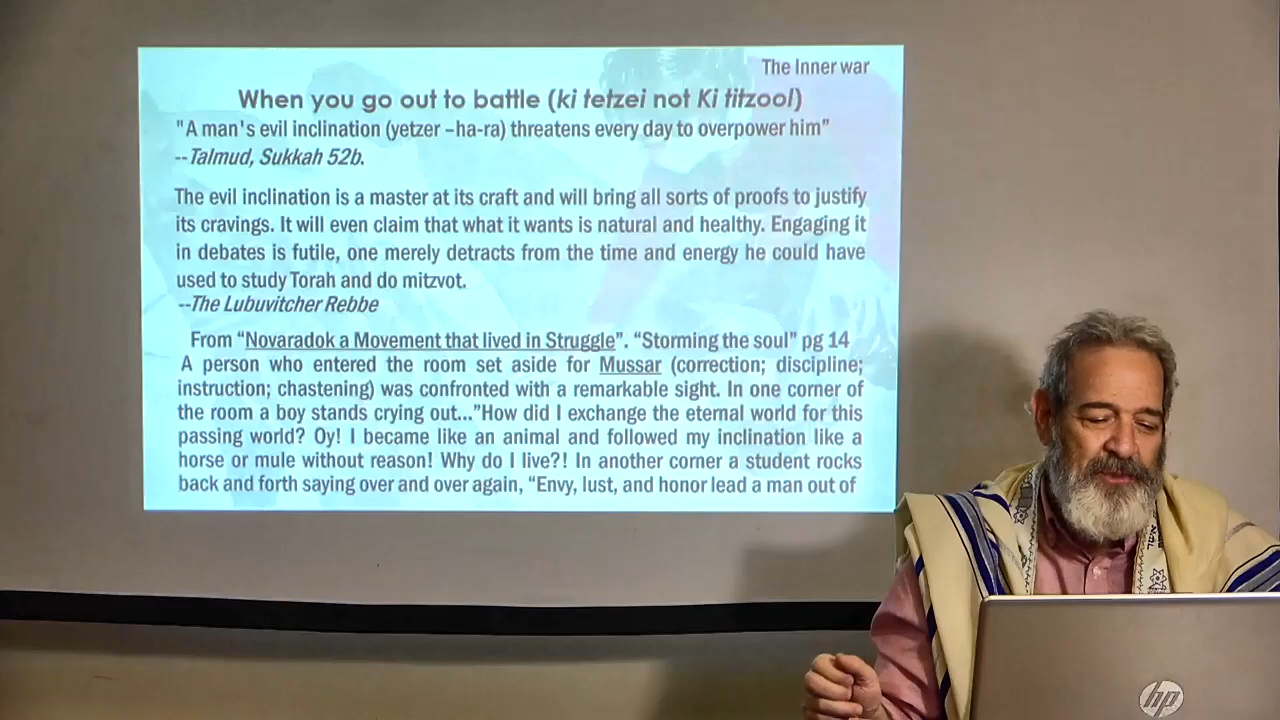 The Inner war
When you go out to battle (ki tetzei not Ki titzool)
"A man's evil inclination (yetzer –ha-ra) threatens every day to overpower him”
--Talmud, Sukkah 52b.
The evil inclination is a master at its craft and will bring all sorts of proofs to justify
its cravings. It will even claim that what it wants is natural and healthy. Engaging it
in debates is futile, one merely detracts from the time and energy he could have
used to study Torah and do mitzvot.
--The Lubuvitcher Rebbe
From “Novaradok a Movement that lived in Struggle”. “Storming the soul” pg 14
A person who entered the room set aside for Mussar (correction; discipline;
instruction; chastening) was confronted with a remarkable sight. In one corner of
the room a boy stands crying out...”How did I exchange the eternal world for this
passing world? Oy! I became like an animal and followed my inclination like a
horse or mule without reason! Why do I live?! In another corner a student rocks
back and forth saying over and over again, “Envy, lust, and honor lead a man out of
hp